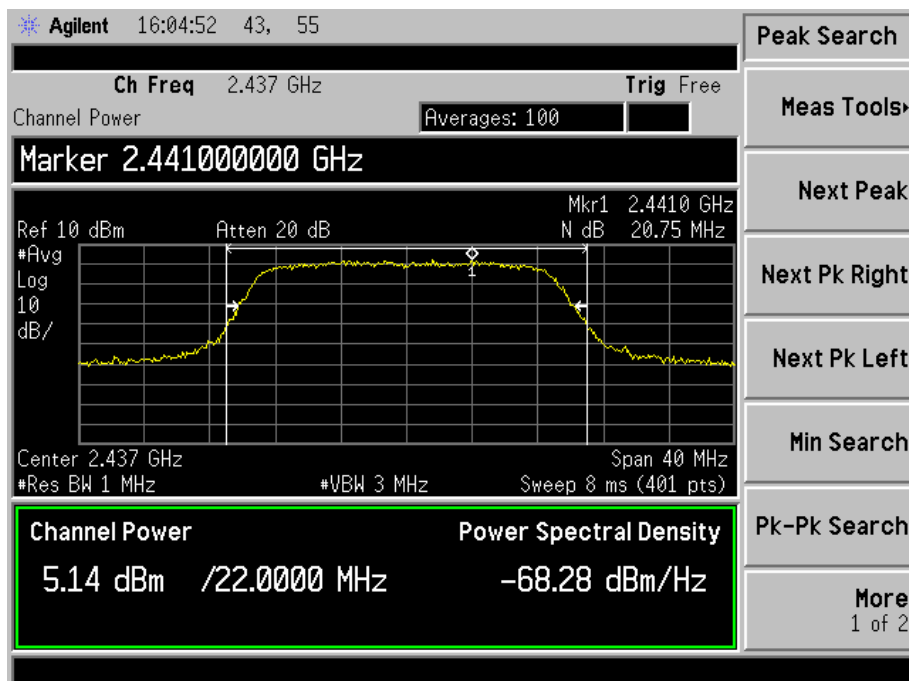 Agilent 16:04:52 43, 55
Peak Search
Ch Freq 2.437 GHz Trig Free
Channel Power Averages: 100
Meas Tools
Marker 2.441000000 GHz
Next Peak
Mkr1 2.4410 GHz
Ref 10 dBm Atten 20 dB N dB 20.75 MHz
#Avg
Log
10
dB/
1
Next Pk Right
Next Pk Left
Min Search
Center 2.437 GHz Span 40 MHz
#Res BW 1 MHz #VBW 3 MHz Sweep 8 ms (401 pts)
Pk-Pk Search
Channel Power Power Spectral Density
5.14 dBm /22.0000 MHz -68.28 dBm/Hz
More
1 of 2